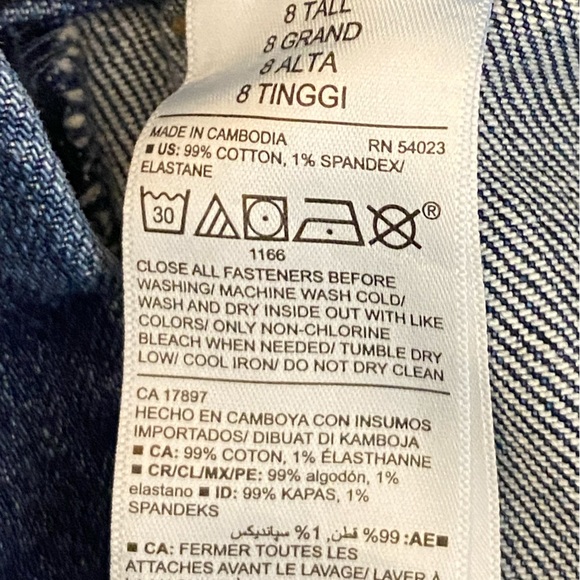 8 TALL
8 GRAND
8 ALTA
8 TINGGI
MADE IN CAMBODIA RN 54023
■ US: 99% COTTON, 1% SPANDEX/
ELASTANE
30 ®
1166
CLOSE ALL FASTENERS BEFORE
WASHING/ MACHINE WASH COLD/
WASH AND DRY INSIDE OUT WITH LIKE
COLORS/ ONLY NON-CHLORINE
BLEACH WHEN NEEDED/ TUMBLE DRY
LOW/ COOL IRON/ DO NOT DRY CLEAN
CA 17897
HECHO EN CAMBOYA CON INSUMOS
IMPORTADOS/ DIBUAT DI KAMBOJA
■ CA: 99% COTON, 1% ÉLASTHANNE
■ CR/CL/MX/PE: 99% algodón, 1%
elastano ■ ID: 99% KAPAS, 1%
SPANDEKS
■AE: 99% قطن, 1% سباندیکس
■ CA: FERMER TOUTES LES
ATTACHES AVANT LE LAVAGE/ LAVER À